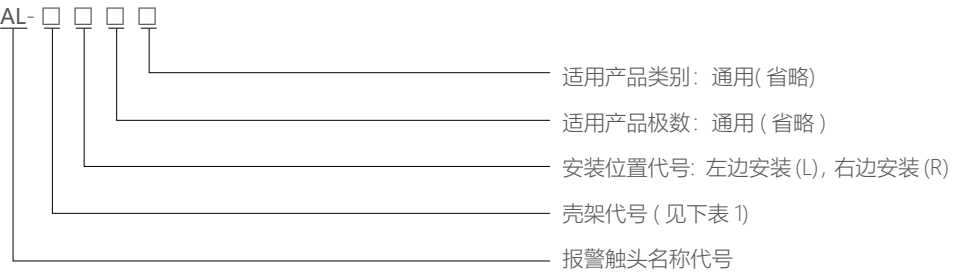 AL-□ □ □ □
适用产品类别：通用( 省略)
适用产品极数：通用 ( 省略 )
安装位置代号: 左边安装 (L) , 右边安装 (R)
壳架代号 ( 见下表 1)
报警触头名称代号